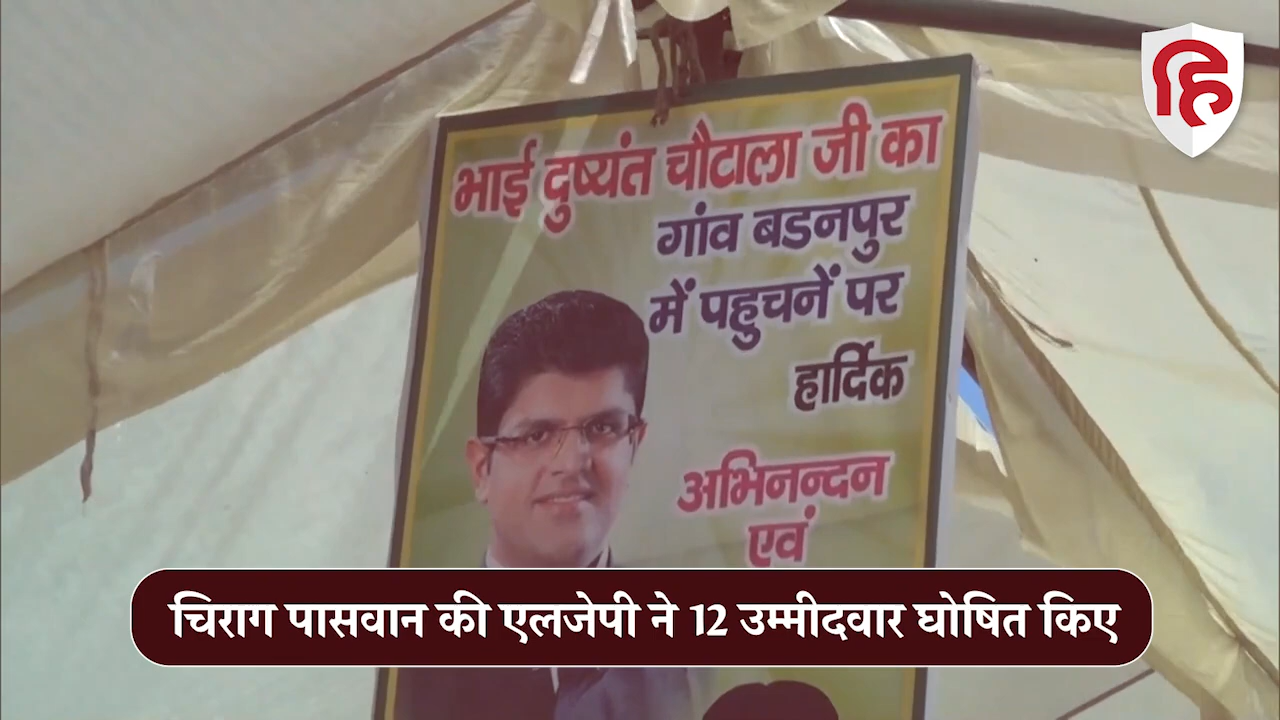 हि
भाई दुष्यंत चौटाला जी का
गांव बडनपुर
में पहुचनें पर
हार्दिक
अभिनन्दन
एवं
चिराग पासवान की एलजेपी ने 12 उम्मीदवार घोषित किए